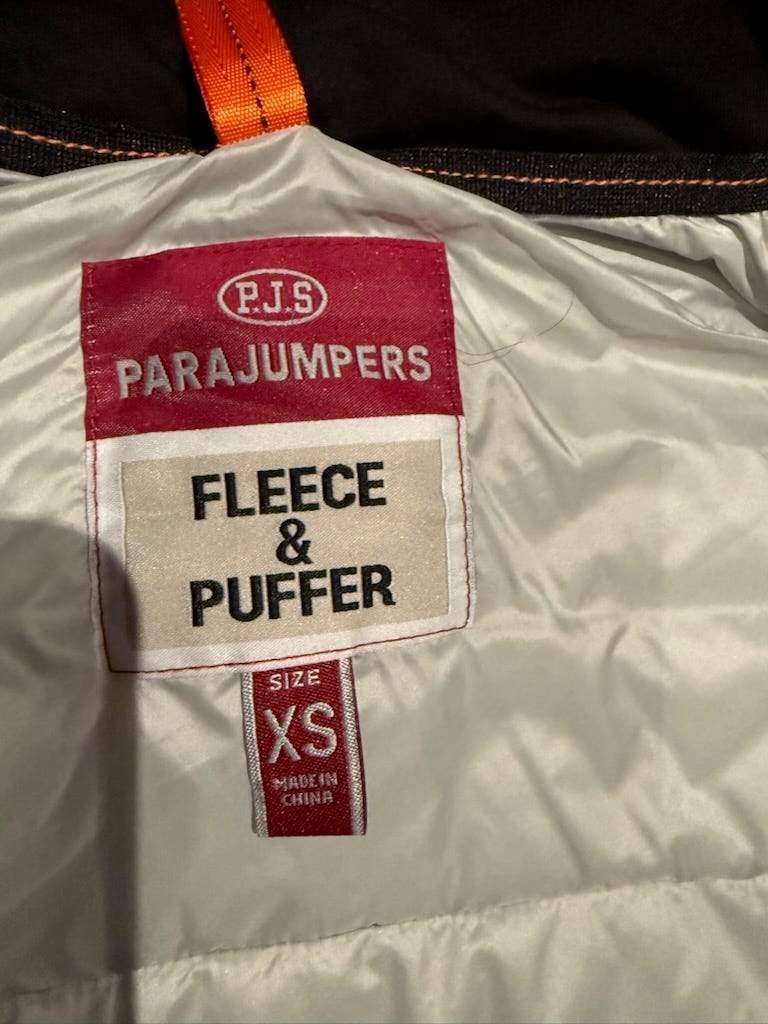 P.J.S
PARAJUMPERS
FLEECE
&
PUFFER
SIZE
XS
MADE IN
CHINA